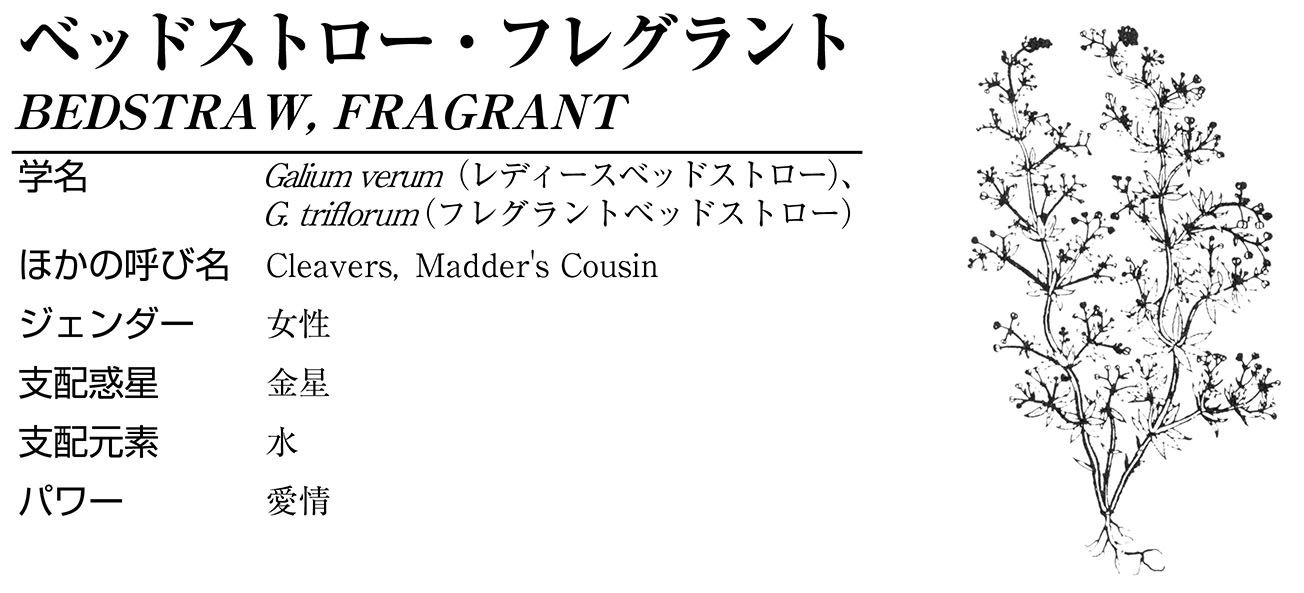 ベッドストロー・フレグラント
BEDSTRAW, FRAGRANT
学名 Galium verum（レディースベッドストロー）、
G. triflorum（フレグラントベッドストロー）
ほかの呼び名 Cleavers, Madder's Cousin
ジェンダー 女性
支配惑星 金星
支配元素 水
パワー 愛情